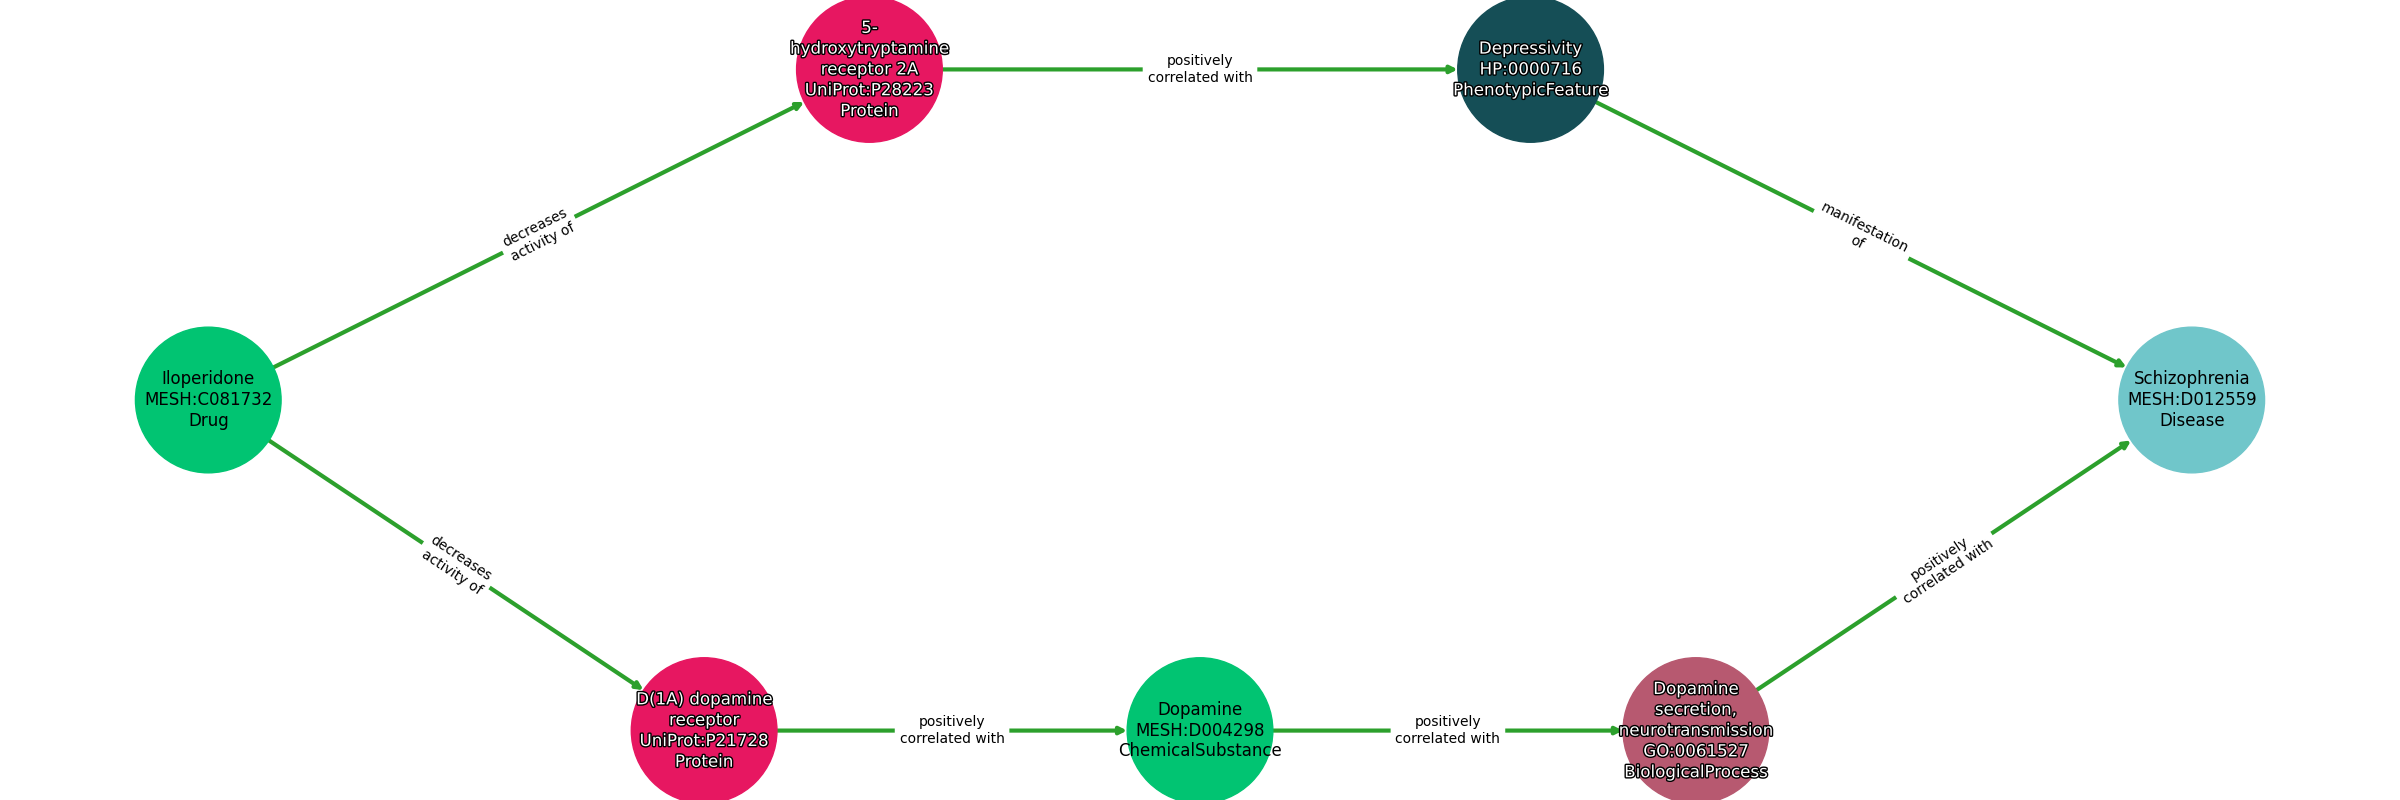 5-
hydroxytryptamine
receptor 2A
UniProt:P28223
Protein
positively
correlated with
Depressivity
HP:0000716
PhenotypicFeature
decreases
activity of
manifestation
of
Iloperidone
MESH:C081732
Drug
Schizophrenia
MESH:D012559
Disease
decreases
activity of
positively
correlated with
D(1A) dopamine
receptor
UniProt:P21728
Protein
positively
correlated with
Dopamine
MESH:D004298
ChemicalSubstance
positively
correlated with
Dopamine
secretion,
neurotransmission
GO:0061527
BiologicalProcess